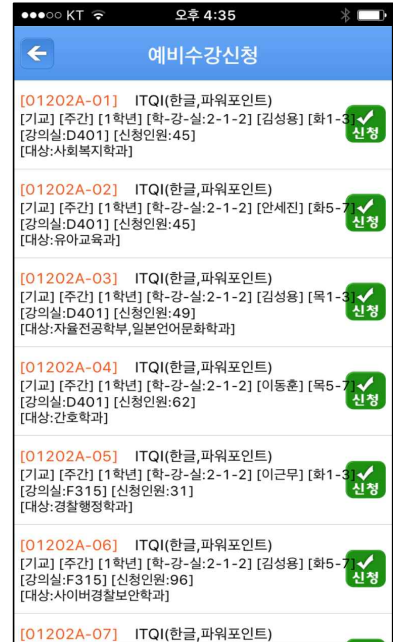 KT 오후 4:35
예비수강신청
[01202A-01] ITQI(한글,파워포인트)
[기교] [주간] [1학년] [학-강-실:2-1-2] [김성용] [화1-3]
신청
[강의실:D401] [신청인원:45]
[대상:사회복지학과]
[01202A-02] ITQI(한글,파워포인트)
[기교] [주간] [1학년] [학-강-실:2-1-2] [안세진] [화5-7]
신청
[강의실:D401] [신청인원:45]
[대상:유아교육과]
[01202A-03] ITQI(한글,파워포인트)
[기교] [주간] [1학년] [학-강-실:2-1-2] [김성용] [목1-3]
신청
[강의실:D401] [신청인원:49]
[대상:자율전공학부,일본언어문화학과]
[01202A-04] ITQI(한글,파워포인트)
[기교] [주간] [1학년] [학-강-실:2-1-2] [이동훈] [목5-7]
신청
[강의실:D401] [신청인원:62]
[대상:간호학과]
[01202A-05] ITQI(한글,파워포인트)
[기교] [주간] [1학년] [학-강-실:2-1-2] [이근무] [화1-3]
신청
[강의실:F315] [신청인원:31]
[대상:경찰행정학과]
[01202A-06] ITQI(한글,파워포인트)
[기교] [주간] [1학년] [학-강-실:2-1-2] [김성용] [화5-7]
신청
[강의실:F315] [신청인원:96]
[대상:사이버경찰보안학과]
[01202A-07] ITQI(한글,파워포인트)